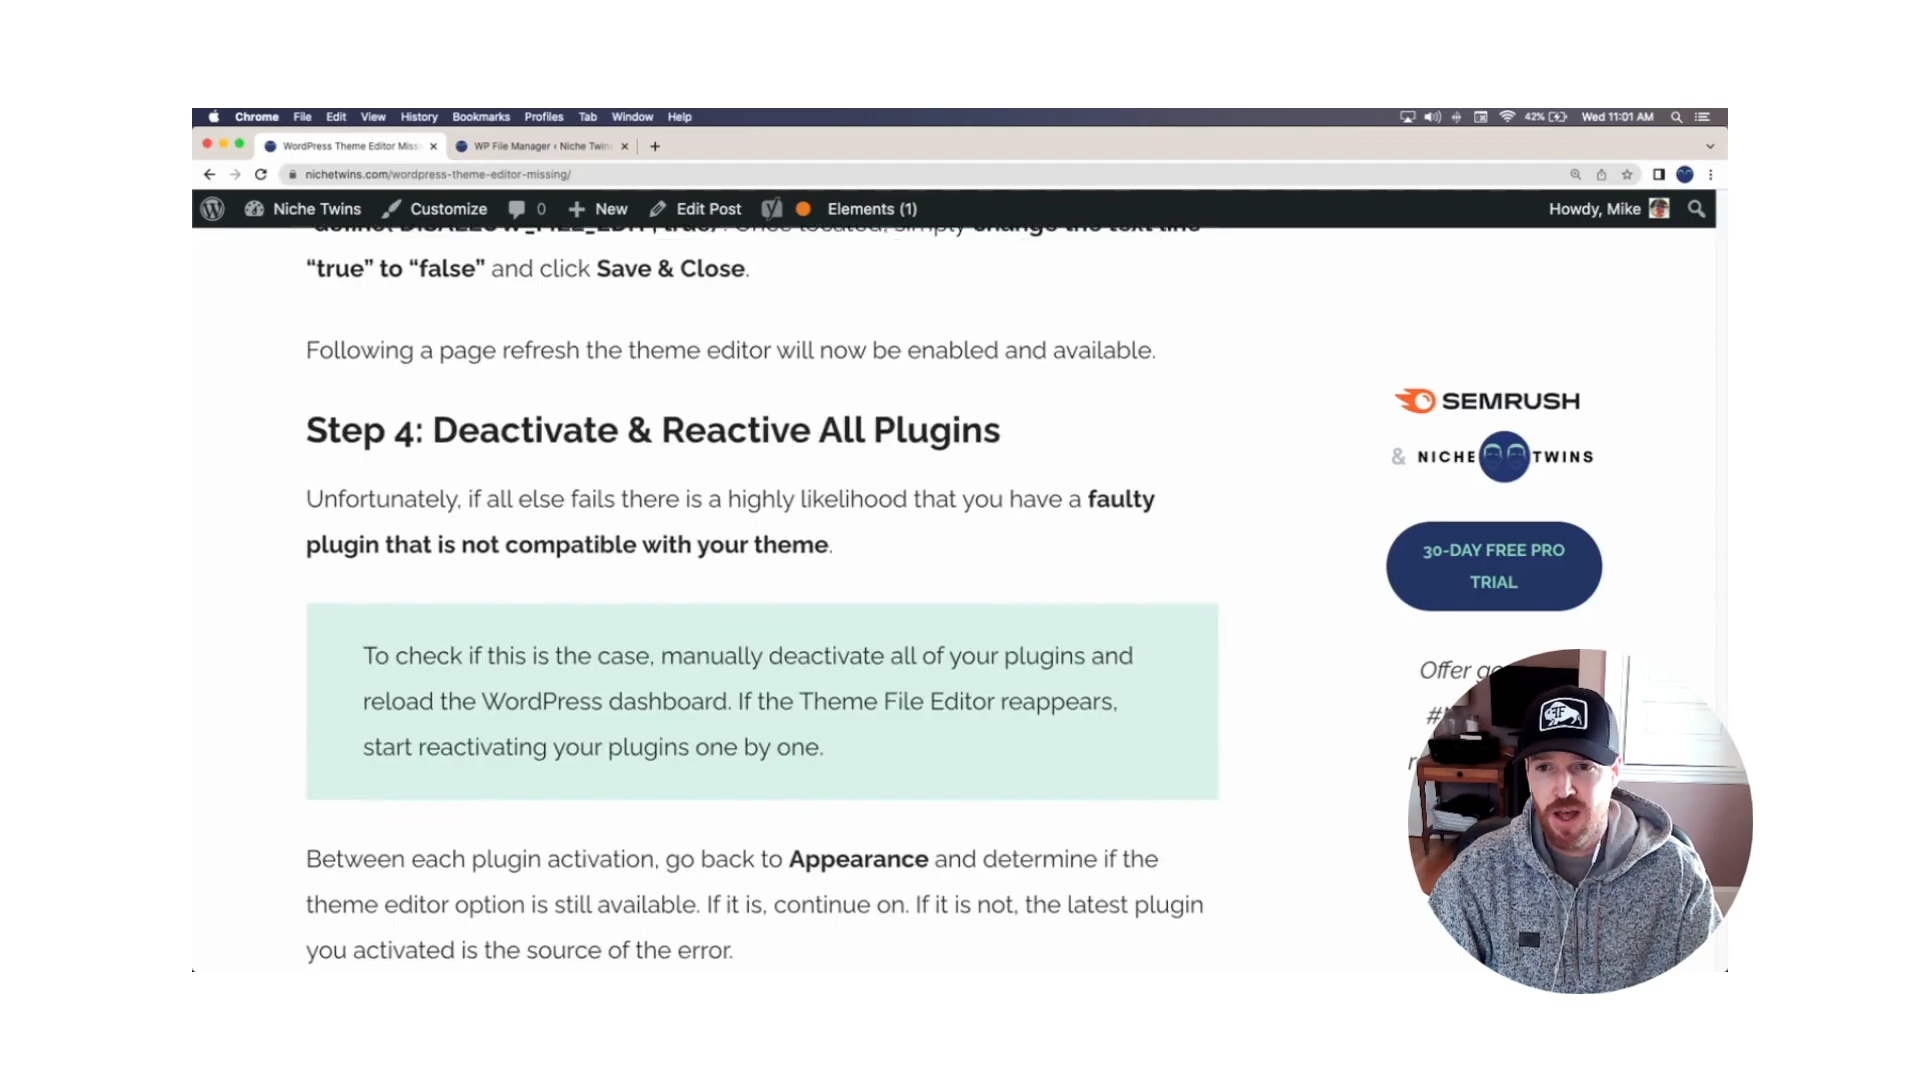 Chrome File Edit View History Bookmarks Profiles Tab Window Help 42% Wed 11:01 AM
WordPress Theme Editor Miss WP File Manager ‹ Niche Twin
nichetwins.com/wordpress-theme-editor-missing/
Niche Twins Customize 0 New Edit Post Elements (1) Howdy, Mike
change the text line
“true” to “false” and click Save & Close.
Following a page refresh the theme editor will now be enabled and available.
Step 4: Deactivate & Reactive All Plugins
Unfortunately, if all else fails there is a highly likelihood that you have a faulty
plugin that is not compatible with your theme.
To check if this is the case, manually deactivate all of your plugins and
reload the WordPress dashboard. If the Theme File Editor reappears,
start reactivating your plugins one by one.
Between each plugin activation, go back to Appearance and determine if the
theme editor option is still available. If it is, continue on. If it is not, the latest plugin
you activated is the source of the error.
SEMRUSH
& NICHE TWINS
30-DAY FREE PRO
TRIAL
Offer